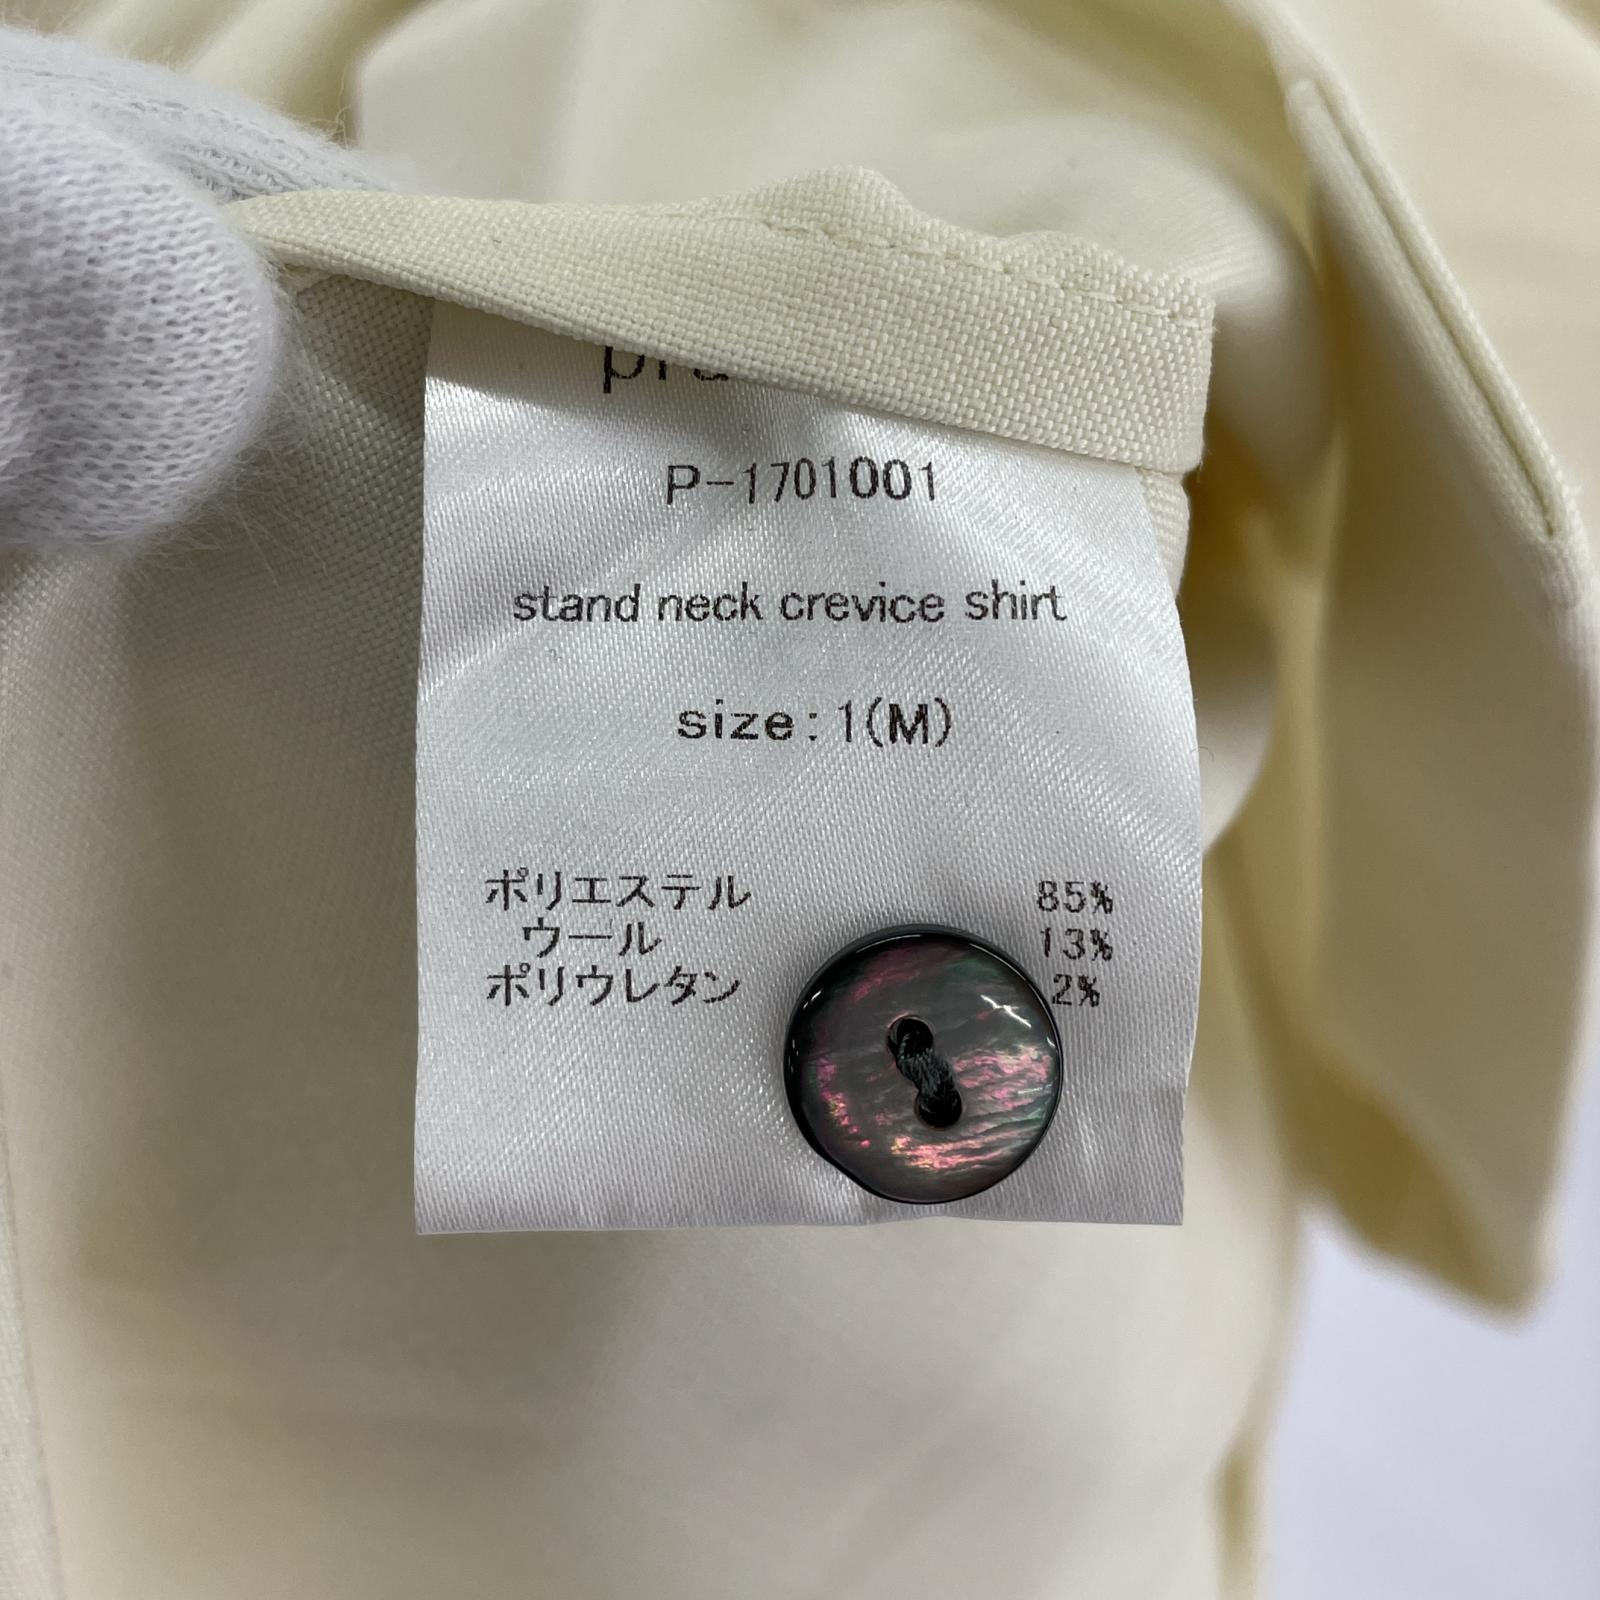 P-1701001
stand neck crevice shirt
size:1(M)
ポリエステル 85%
ウール 13%
ポリウレタン 2%